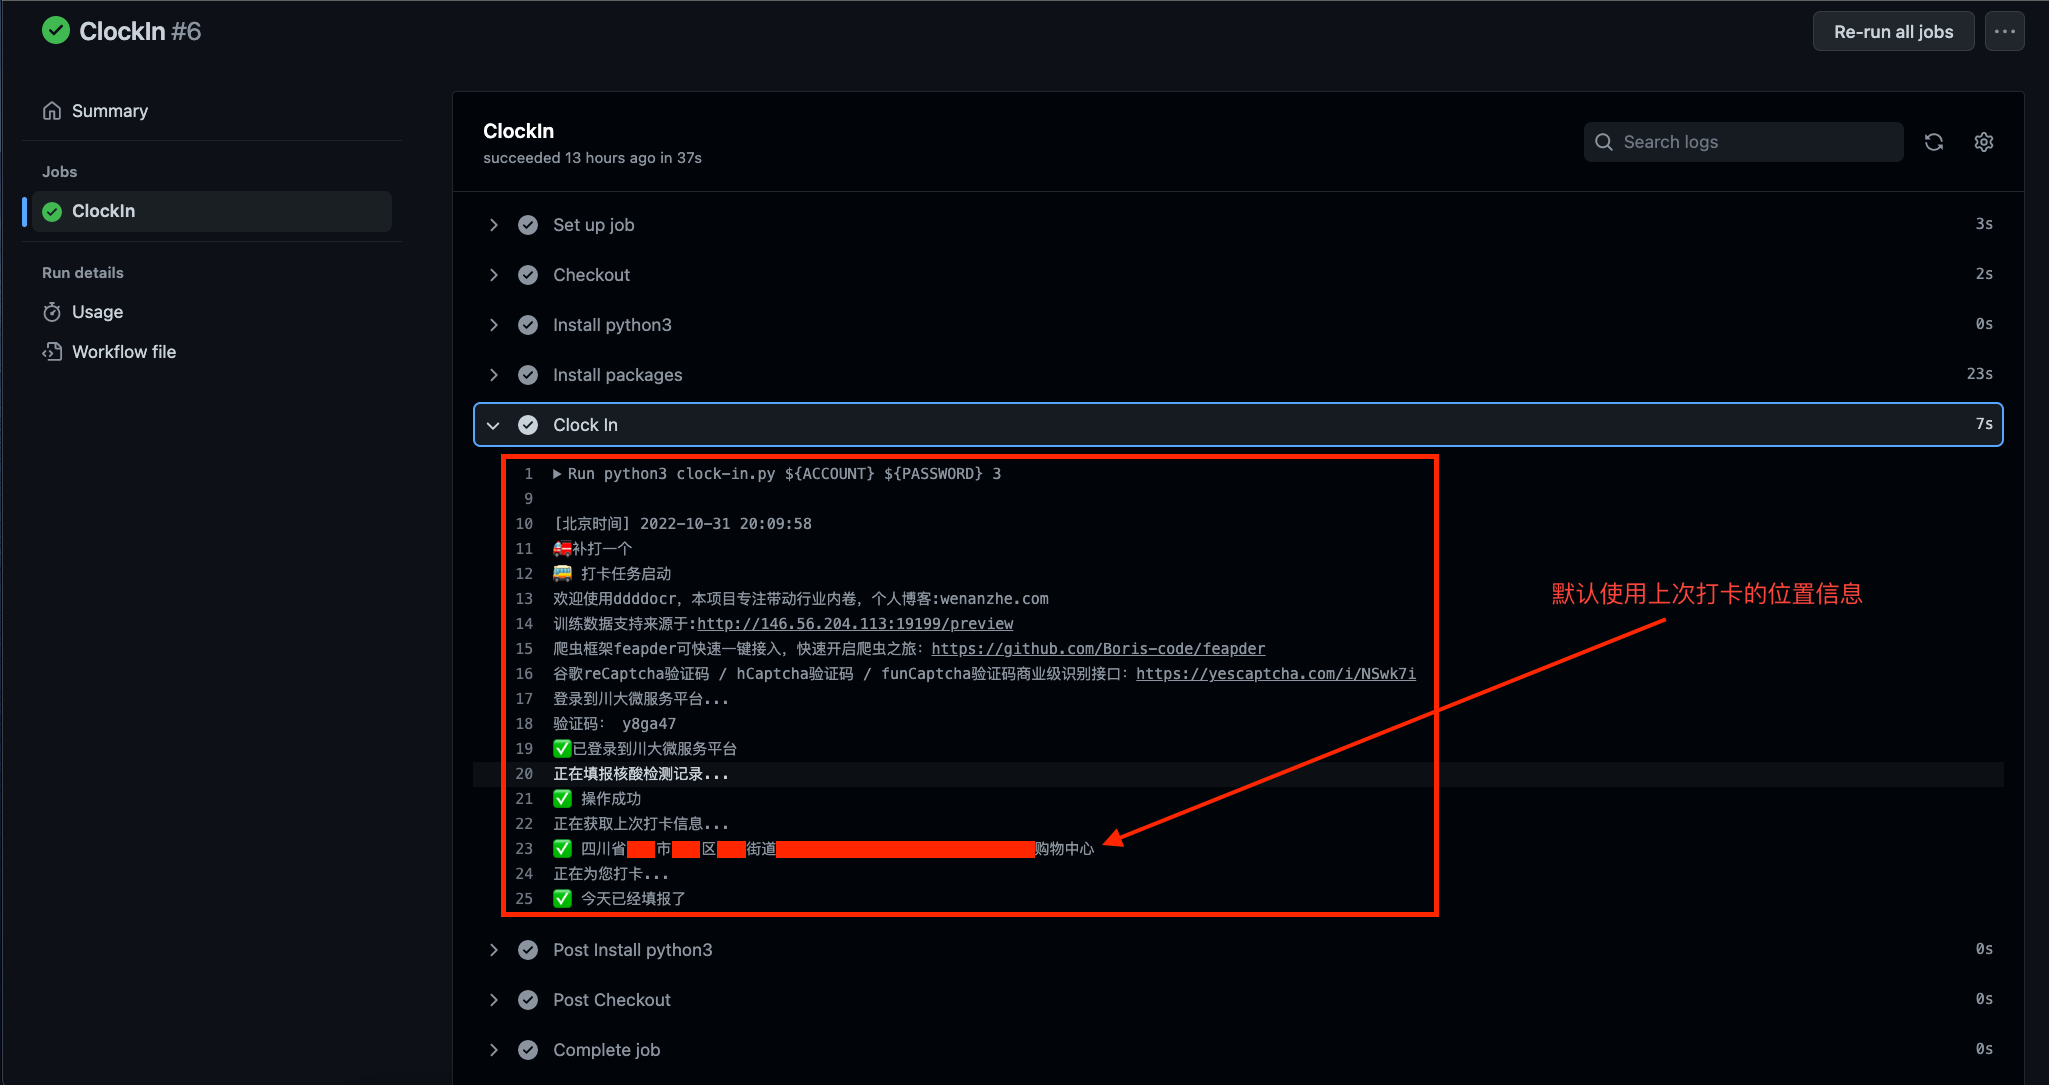 ClockIn #6
Re-run all jobs
Summary
Jobs
ClockIn
Run details
Usage
Workflow file
ClockIn
succeeded 13 hours ago in 37s
Search logs
Set up job 3s
Checkout 2s
Install python3 0s
Install packages 23s
Clock In 7s
1 Run python3 clock-in.py ${ACCOUNT} ${PASSWORD} 3
9
10 [北京时间] 2022-10-31 20:09:58
11 🚒补打一个
12 🚌 打卡任务启动
13 欢迎使用ddddocr，本项目专注带动行业内卷，个人博客:wenanzhe.com
14 训练数据支持来源于:http://146.56.204.113:19199/preview
15 爬虫框架feapder可快速一键接入，快速开启爬虫之旅：https://github.com/Boris-code/feapder
16 谷歌reCaptcha验证码 / hCaptcha验证码 / funCaptcha验证码商业级识别接口：https://yescaptcha.com/i/NSwk7i
17 登录到川大微服务平台...
18 验证码： y8ga47
19 ✅已登录到川大微服务平台
20 正在填报核酸检测记录...
21 ✅ 操作成功
22 正在获取上次打卡信息...
23 ✅ 四川省 市 区 街道 购物中心
24 正在为您打卡...
25 ✅ 今天已经填报了
默认使用上次打卡的位置信息
Post Install python3 0s
Post Checkout 0s
Complete job 0s